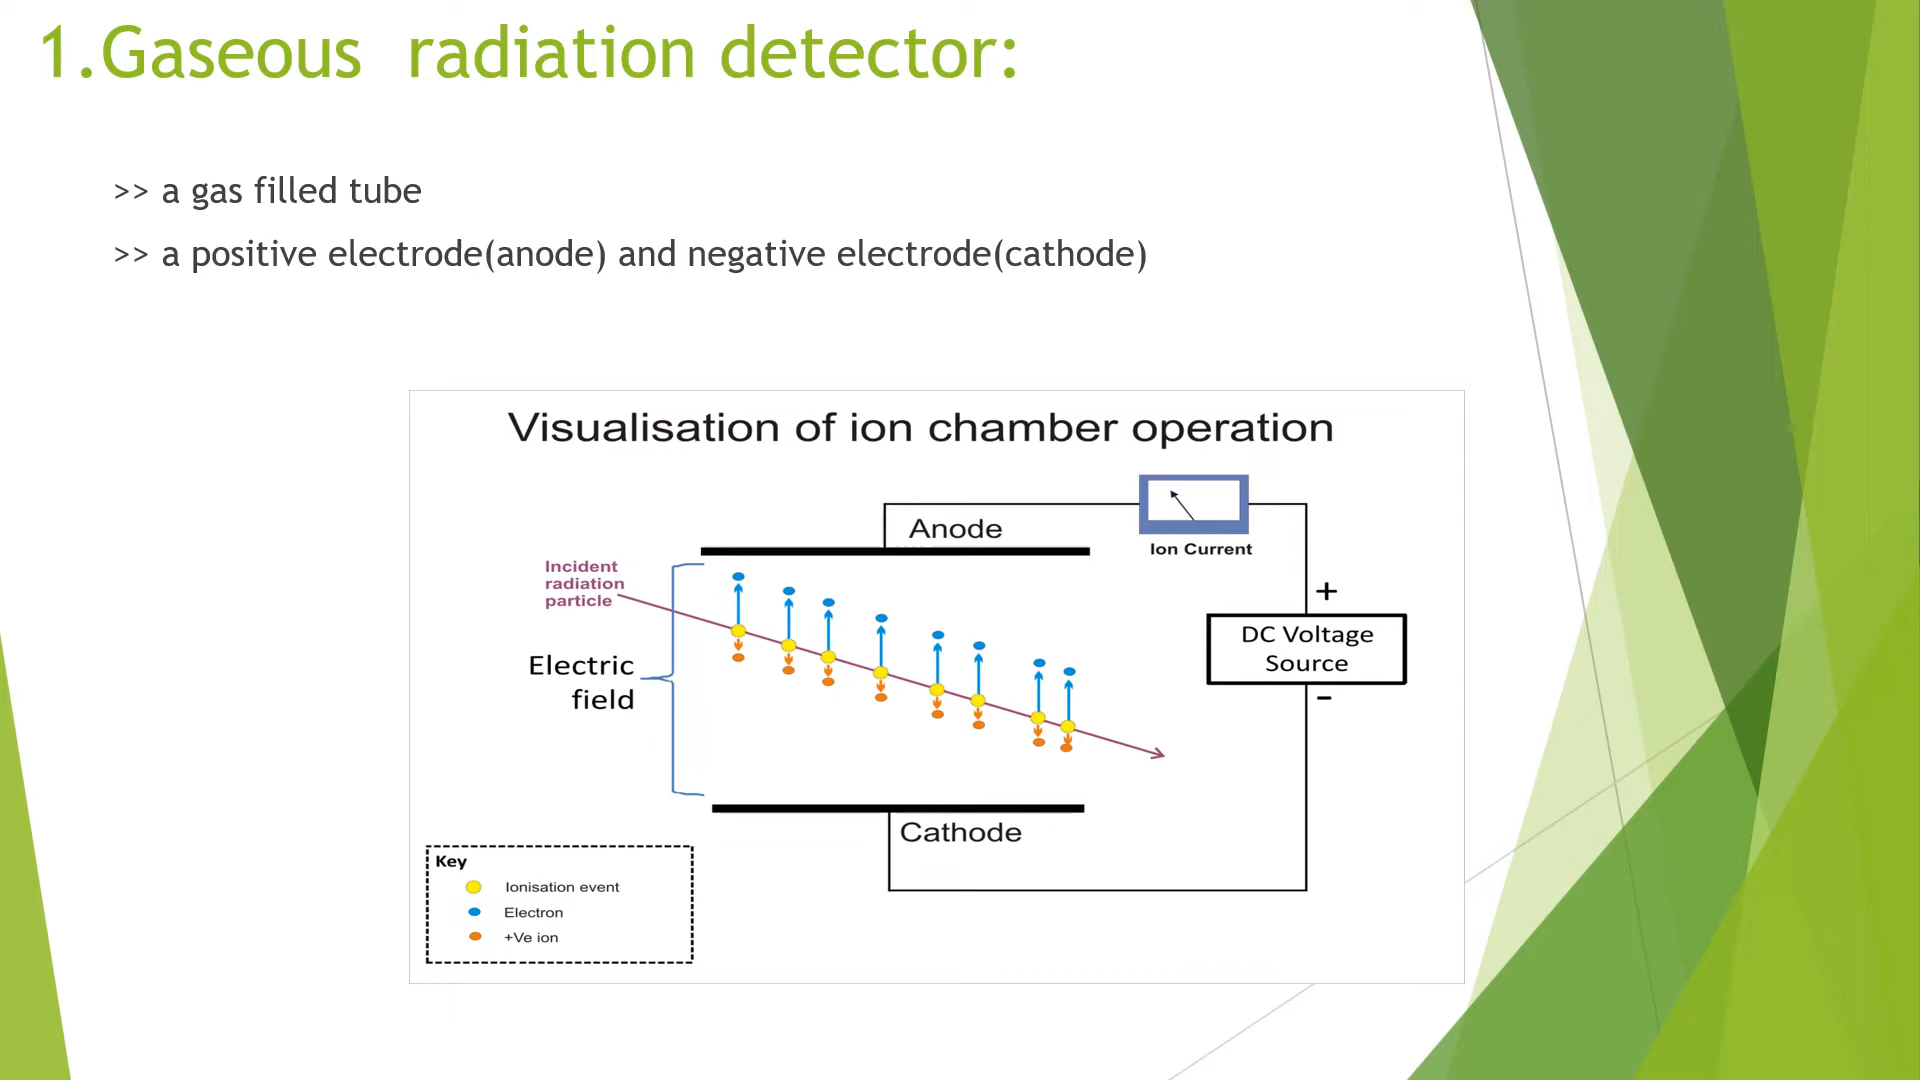 1.Gaseous  radiation detector:
>> a gas filled tube
>> a positive electrode(anode) and negative electrode(cathode)
Visualisation of ion chamber operation
Anode
Ion Current
Incident
radiation
particle
+
DC Voltage
Source
-
Electric
field
Cathode
Key
Ionisation event
Electron
+Ve ion